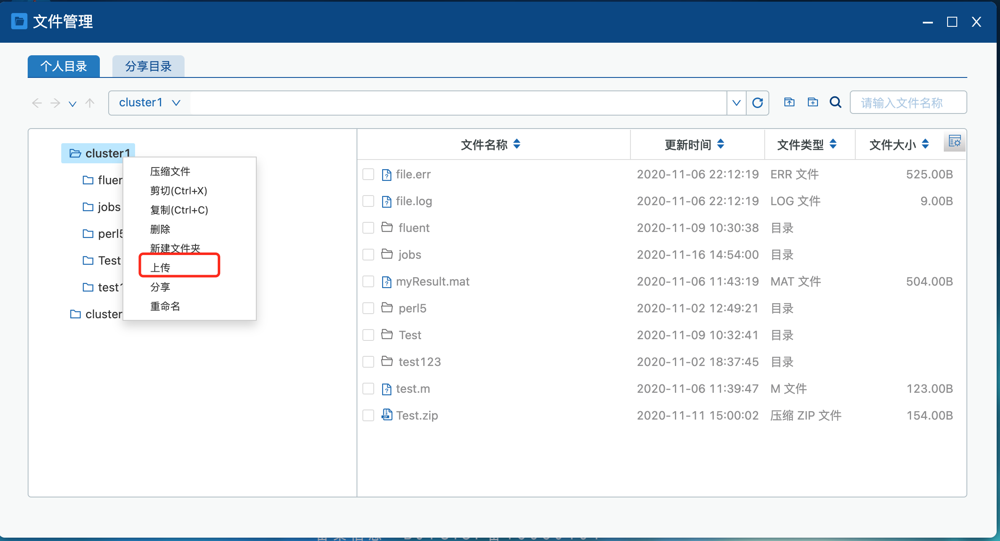 文件管理
个人目录 分享目录
cluster1 请输入文件名称
cluster1
fluen
jobs
perl5
Test
test1
cluster
压缩文件
剪切(Ctrl+X)
复制(Ctrl+C)
删除
新建文件夹
上传
分享
重命名
文件名称 更新时间 文件类型 文件大小
file.err 2020-11-06 22:12:19 ERR 文件 525.00B
file.log 2020-11-06 22:12:19 LOG 文件 9.00B
fluent 2020-11-09 10:30:38 目录
jobs 2020-11-16 14:54:00 目录
myResult.mat 2020-11-06 11:43:19 MAT 文件 504.00B
perl5 2020-11-02 12:49:21 目录
Test 2020-11-09 10:32:41 目录
test123 2020-11-02 18:37:45 目录
test.m 2020-11-06 11:39:47 M 文件 123.00B
Test.zip 2020-11-11 15:00:02 压缩 ZIP 文件 154.00B